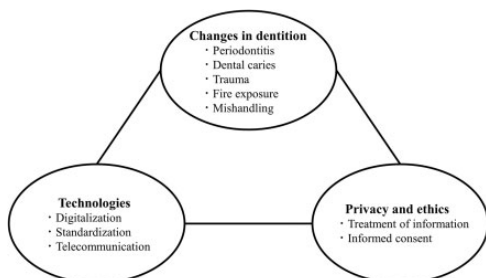 Changes in dentition
・Periodontitis
・Dental caries
・Trauma
・Fire exposure
・Mishandling
Technologies
・Digitalization
・Standardization
・Telecommunication
Privacy and ethics
・Treatment of information
・Informed consent